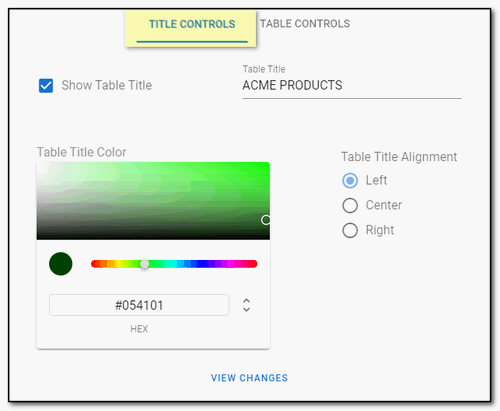 TITLE CONTROLS TABLE CONTROLS
Show Table Title
Table Title
ACME PRODUCTS
Table Title Color
#054101
HEX
Table Title Alignment
Left
Center
Right
VIEW CHANGES